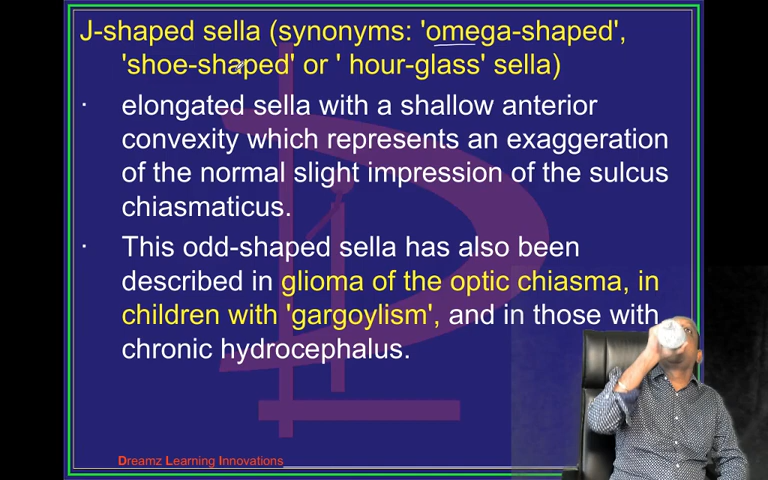 J-shaped sella (synonyms: 'omega-shaped',
'shoe-shaped' or ' hour-glass' sella)
· elongated sella with a shallow anterior
convexity which represents an exaggeration
of the normal slight impression of the sulcus
chiasmaticus.
· This odd-shaped sella has also been
described in glioma of the optic chiasma, in
children with 'gargoylism', and in those with
chronic hydrocephalus.
Dreamz Learning Innovations